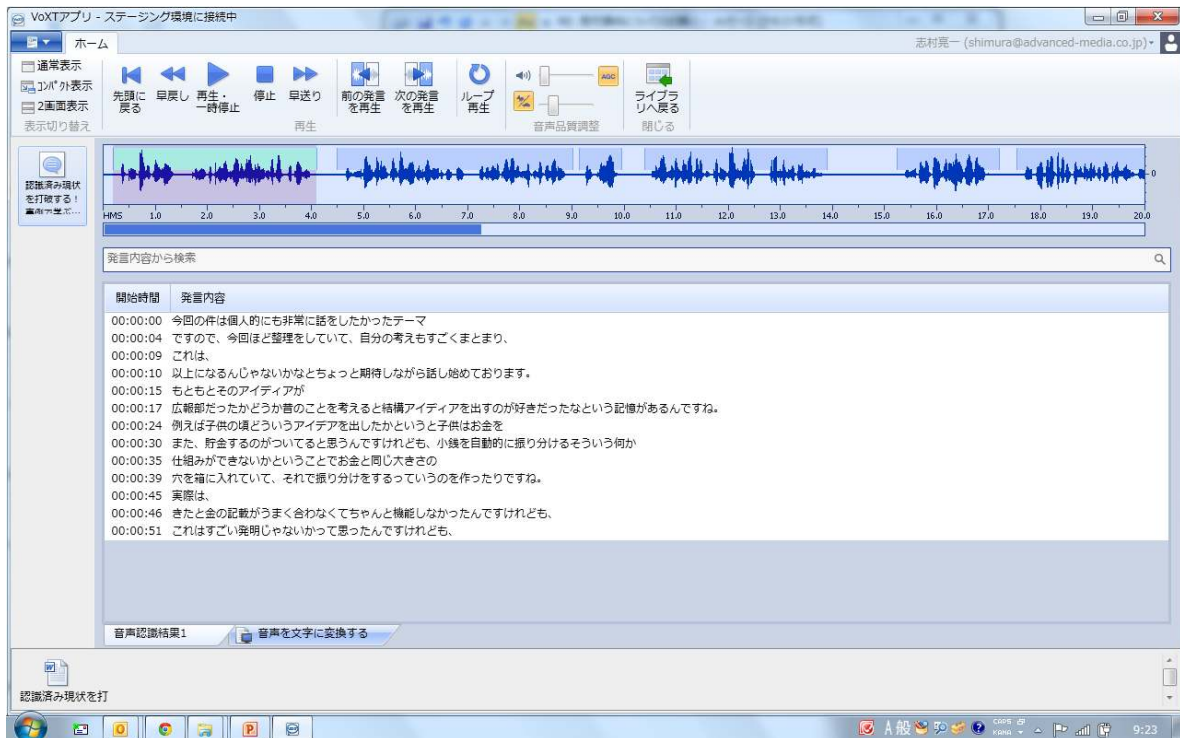 VoXTアプリ - ステージング環境に接続中
ホーム
志村亮一 (shimura@advanced-media.co.jp)
通常表示
コンパクト表示
2画面表示
表示切り替え
先頭に
戻る
早戻し
再生・
一時停止
停止
早送り
前の発言
を再生
次の発言
を再生
ループ
再生
再生
AGC
音声品質調整
ライブラ
リへ戻る
閉じる
認識済み現状
を打破する!
HMS 1.0 2.0 3.0 4.0 5.0 6.0 7.0 8.0 9.0 10.0 11.0 12.0 13.0 14.0 15.0 16.0 17.0 18.0 19.0 20.0
0
発言内容から検索
開始時間 発言内容
00:00:00 今回の件は個人的にも非常に話をしたかったテーマ
00:00:04 ですので、今回ほど整理をしていて、自分の考えもすごくまとまり、
00:00:09 これは、
00:00:10 以上になるんじゃないかなとちょっと期待しながら話し始めております。
00:00:15 もともとそのアイディアが
00:00:17 広報部だったかどうか昔のことを考えると結構アイディアを出すのが好きだったなという記憶があるんですね。
00:00:24 例えば子供の頃どういうアイデアを出したかというと子供はお金を
00:00:30 また、貯金するのがついてると思うんですけれども、小銭を自動的に振り分けるそういう何か
00:00:35 仕組みができないかということでお金と同じ大きさの
00:00:39 穴を箱に入れていて、それで振り分けをするっていうのを作ったりですね。
00:00:45 実際は、
00:00:46 きたと金の記載がうまく合わなくてちゃんと機能しなかったんですけれども、
00:00:51 これはすごい発明じゃないかって思ったんですけれども、
音声認識結果1 音声を文字に変換する
認識済み現状を打
A 般 CAPS KANA 9:23